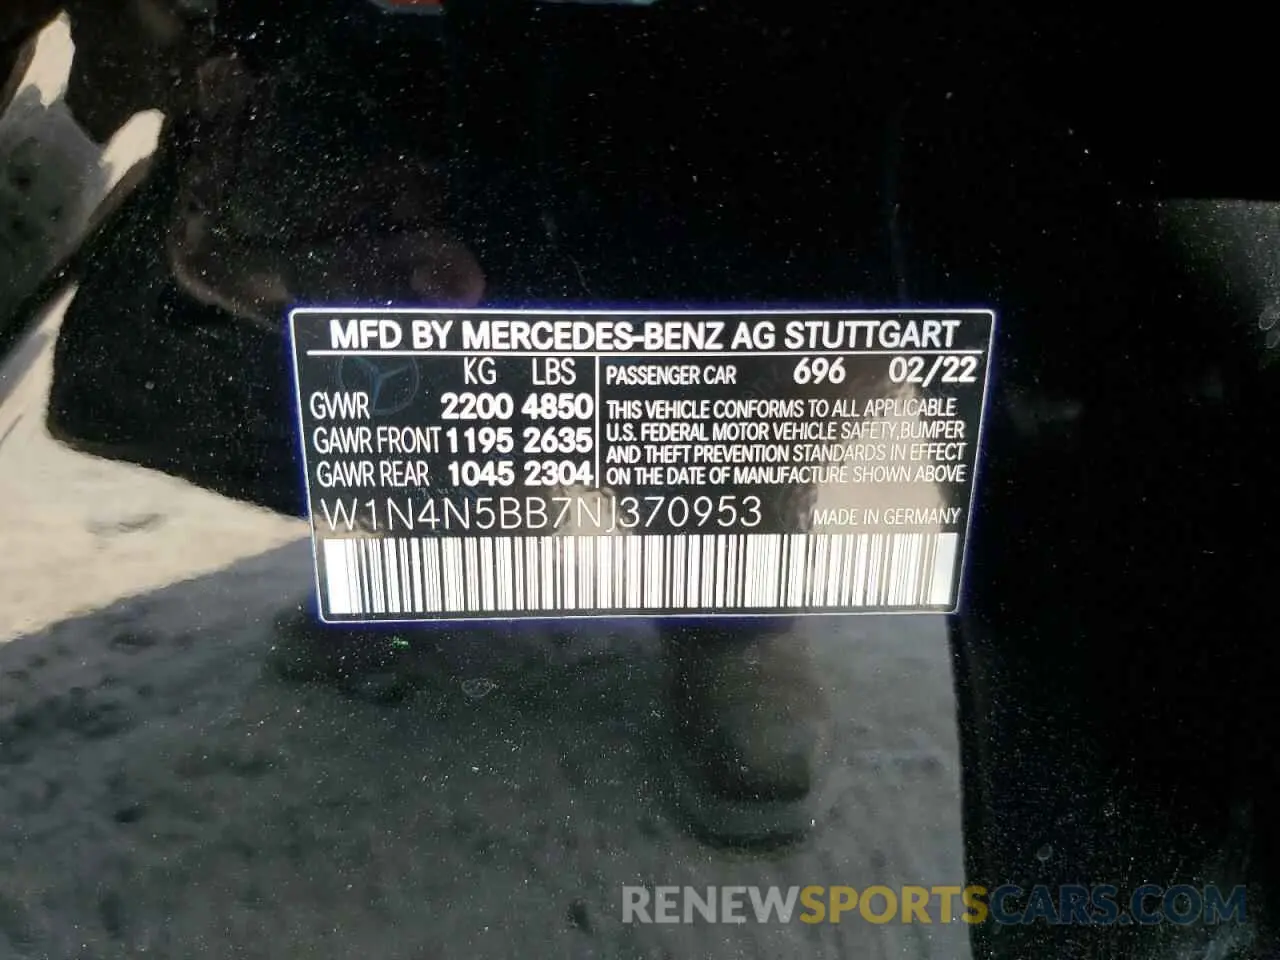 MFD BY MERCEDES-BENZ AG STUTTGART
KG LBS
GVWR 2200 4850
GAWR FRONT 1195 2635
GAWR REAR 1045 2304
PASSENGER CAR 696 02/22
THIS VEHICLE CONFORMS TO ALL APPLICABLE
U.S. FEDERAL MOTOR VEHICLE SAFETY,BUMPER
AND THEFT PREVENTION STANDARDS IN EFFECT
ON THE DATE OF MANUFACTURE SHOWN ABOVE
W1N4N5BB7NJ370953 MADE IN GERMANY
RENEWSPORTSCARS.COM